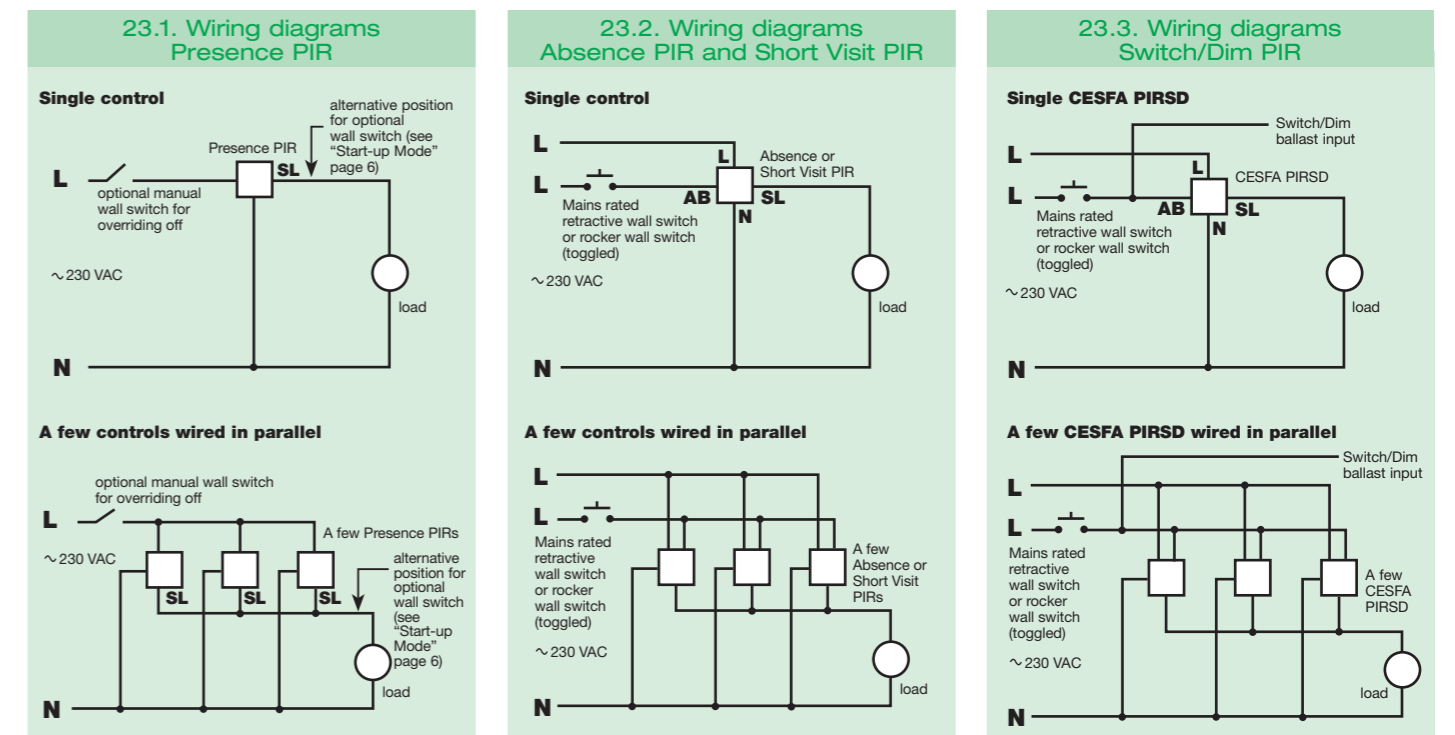 23.1. Wiring diagrams
Presence PIR
Single control
alternative position
for optional
wall switch (see
"Start-up Mode"
page 6)
Presence PIR
SL
L
optional manual
wall switch for
overriding off
~230 VAC
load
N
A few controls wired in parallel
optional manual wall switch
for overriding off
L
A few Presence PIRs
~230 VAC
alternative
position for
optional
wall switch
(see
"Start-up
Mode"
page 6)
SL
SL
SL
load
N
23.2. Wiring diagrams
Absence PIR and Short Visit PIR
Single control
L
L
Absence or
Short Visit PIR
L
AB
SL
N
Mains rated
retractive wall switch
or rocker wall switch
(toggled)
~230 VAC
load
N
A few controls wired in parallel
L
L
Mains rated
retractive
wall switch
or rocker
wall switch
(toggled)
A few
Absence or
Short Visit
PIRs
~230 VAC
load
N
23.3. Wiring diagrams
Switch/Dim PIR
Single CESFA PIRSD
Switch/Dim
ballast input
L
L
CESFA PIRSD
L
AB
SL
N
Mains rated
retractive wall switch
or rocker wall switch
(toggled)
~230 VAC
load
N
A few CESFA PIRSD wired in parallel
Switch/Dim
ballast input
L
L
Mains rated
retractive
wall switch
or rocker
wall switch
(toggled)
A few
CESFA
PIRSD
~230 VAC
load
N